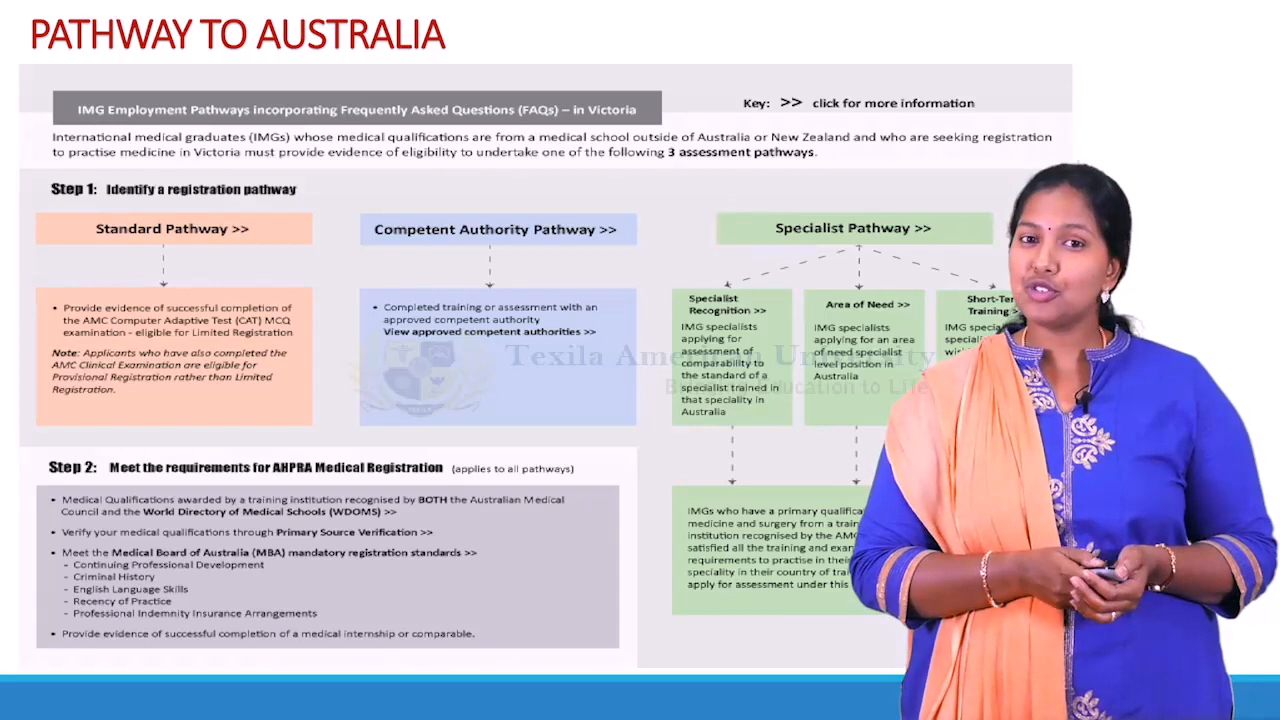 PATHWAY TO AUSTRALIA
IMG Employment Pathways incorporating Frequently Asked Questions (FAQs) – in Victoria
Key: >> click for more information
International medical graduates (IMGs) whose medical qualifications are from a medical school outside of Australia or New Zealand and who are seeking registration
to practise medicine in Victoria must provide evidence of eligibility to undertake one of the following 3 assessment pathways.
Step 1: Identify a registration pathway
Standard Pathway >>
• Provide evidence of successful completion of
the AMC Computer Adaptive Test (CAT) MCQ
examination - eligible for Limited Registration
Note: Applicants who have also completed the
AMC Clinical Examination are eligible for
Provisional Registration rather than Limited
Registration.
Competent Authority Pathway >>
• Completed training or assessment with an
approved competent authority
View approved competent authorities >>
Specialist Pathway >>
Specialist
Recognition >>
IMG specialists
applying for
assessment of
comparability to
the standard of a
specialist trained in
that speciality in
Australia
Area of Need >>
IMG specialists
applying for an area
of need specialist
level position in
Australia
Training
IMG
Texila American University
to Life
TEXILA
Step 2: Meet the requirements for AHPRA Medical Registration (applies to all pathways)
• Medical Qualifications awarded by a training institution recognised by BOTH the Australian Medical
Council and the World Directory of Medical Schools (WDOMS) >>
• Verify your medical qualifications through Primary Source Verification >>
• Meet the Medical Board of Australia (MBA) mandatory registration standards >>
- Continuing Professional Development
- Criminal History
- English Language Skills
- Recency of Practice
- Professional Indemnity Insurance Arrangements
• Provide evidence of successful completion of a medical internship or comparable.
IMGs who have a primary
medicine and surgery from a
institution recognised by the
satisfied all the training and
requirements to practise in their
speciality in their country of
apply for assessment under this